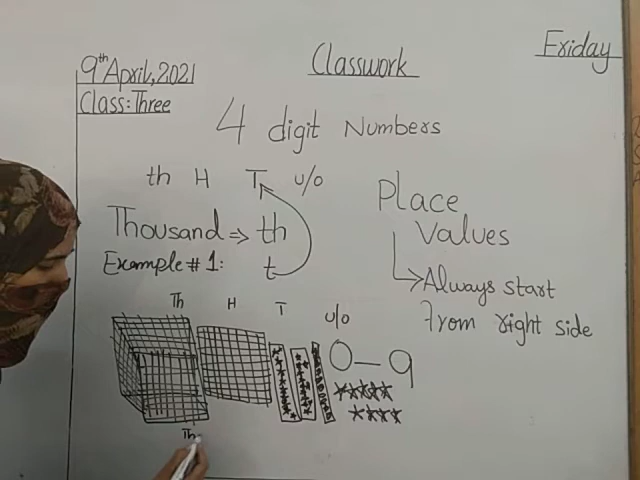 9th April, 2021
Classwork
Friday
Class: Three
4 digit Numbers
th H T u/o
Thousand ⇒ th
t
Example # 1:
Place
Values
Always start
from right side
Th H T u/o
0 – 9
Th